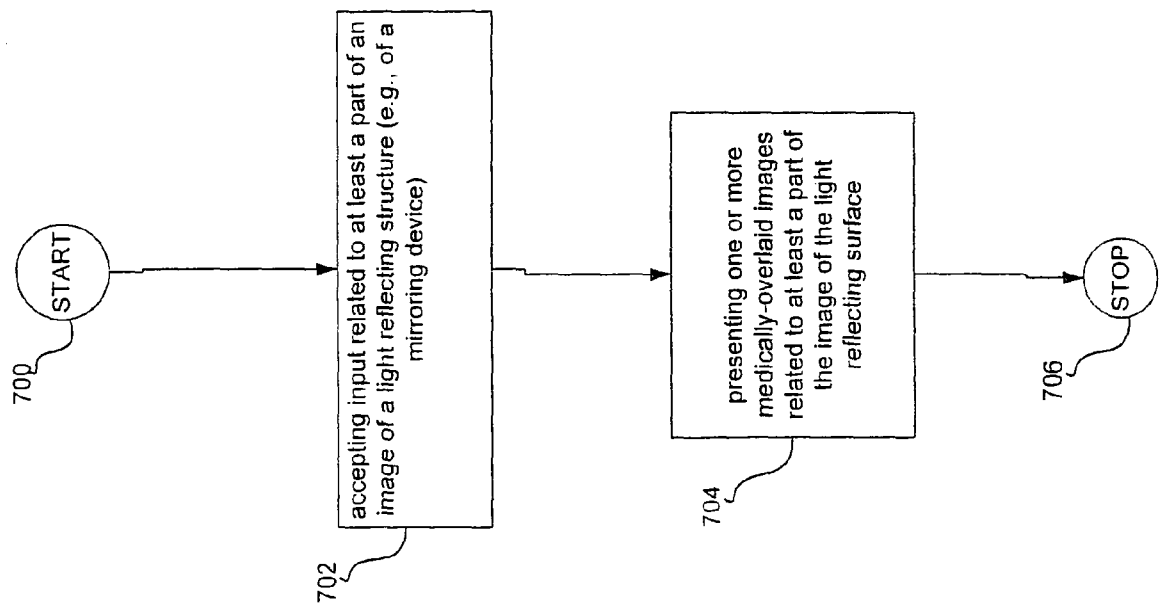 700
START
702
accepting input related to at least a part of an
image of a light reflecting structure (e.g., of a
mirroring device)
704
presenting one or more
medically-overlaid images
related to at least a part of
the image of the light
reflecting surface
706
STOP